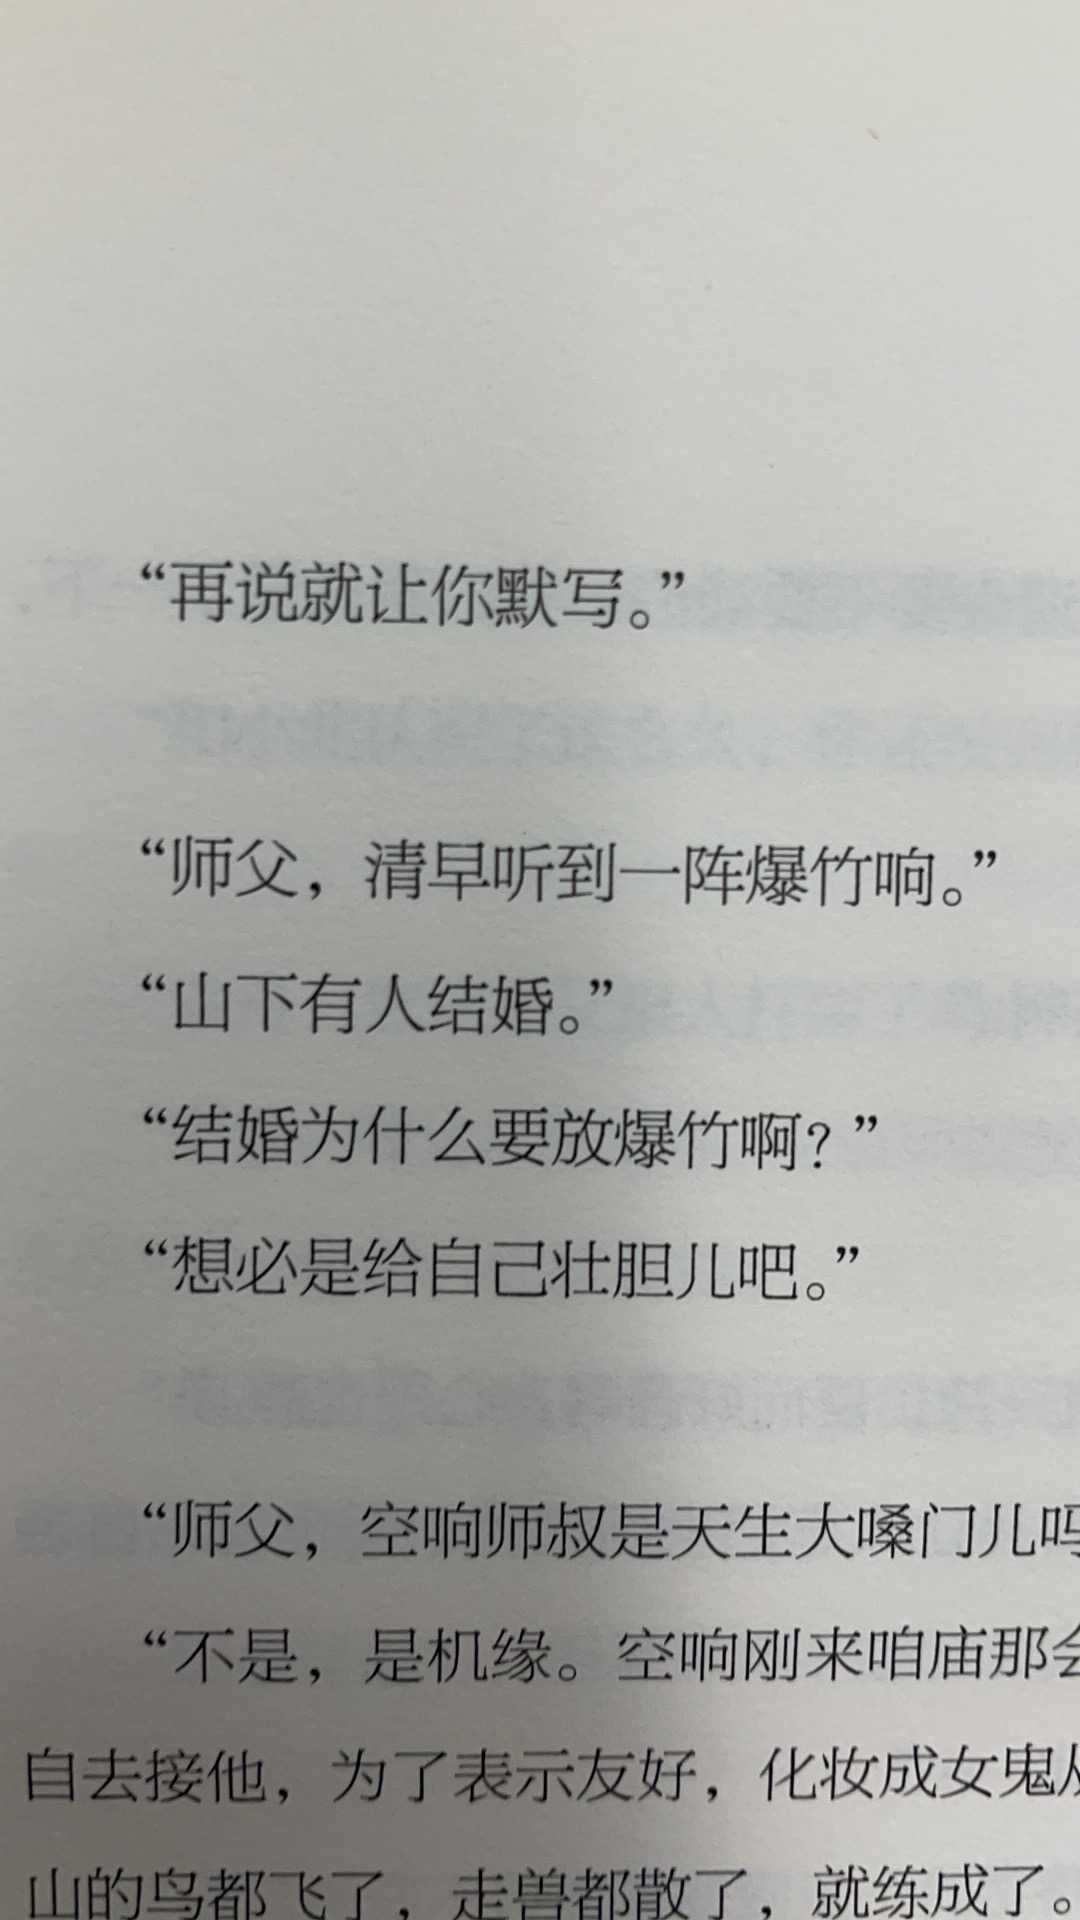 “再说就让你默写。”
“师父，清早听到一阵爆竹响。”
“山下有人结婚。”
“结婚为什么要放爆竹啊？”
“想必是给自己壮胆儿吧。”
“师父，空响师叔是天生大嗓门儿吗
“不是，是机缘。空响刚来咱庙那会
自去接他，为了表示友好，化妆成女鬼从
山的鸟都飞了，走兽都散了，就练成了。